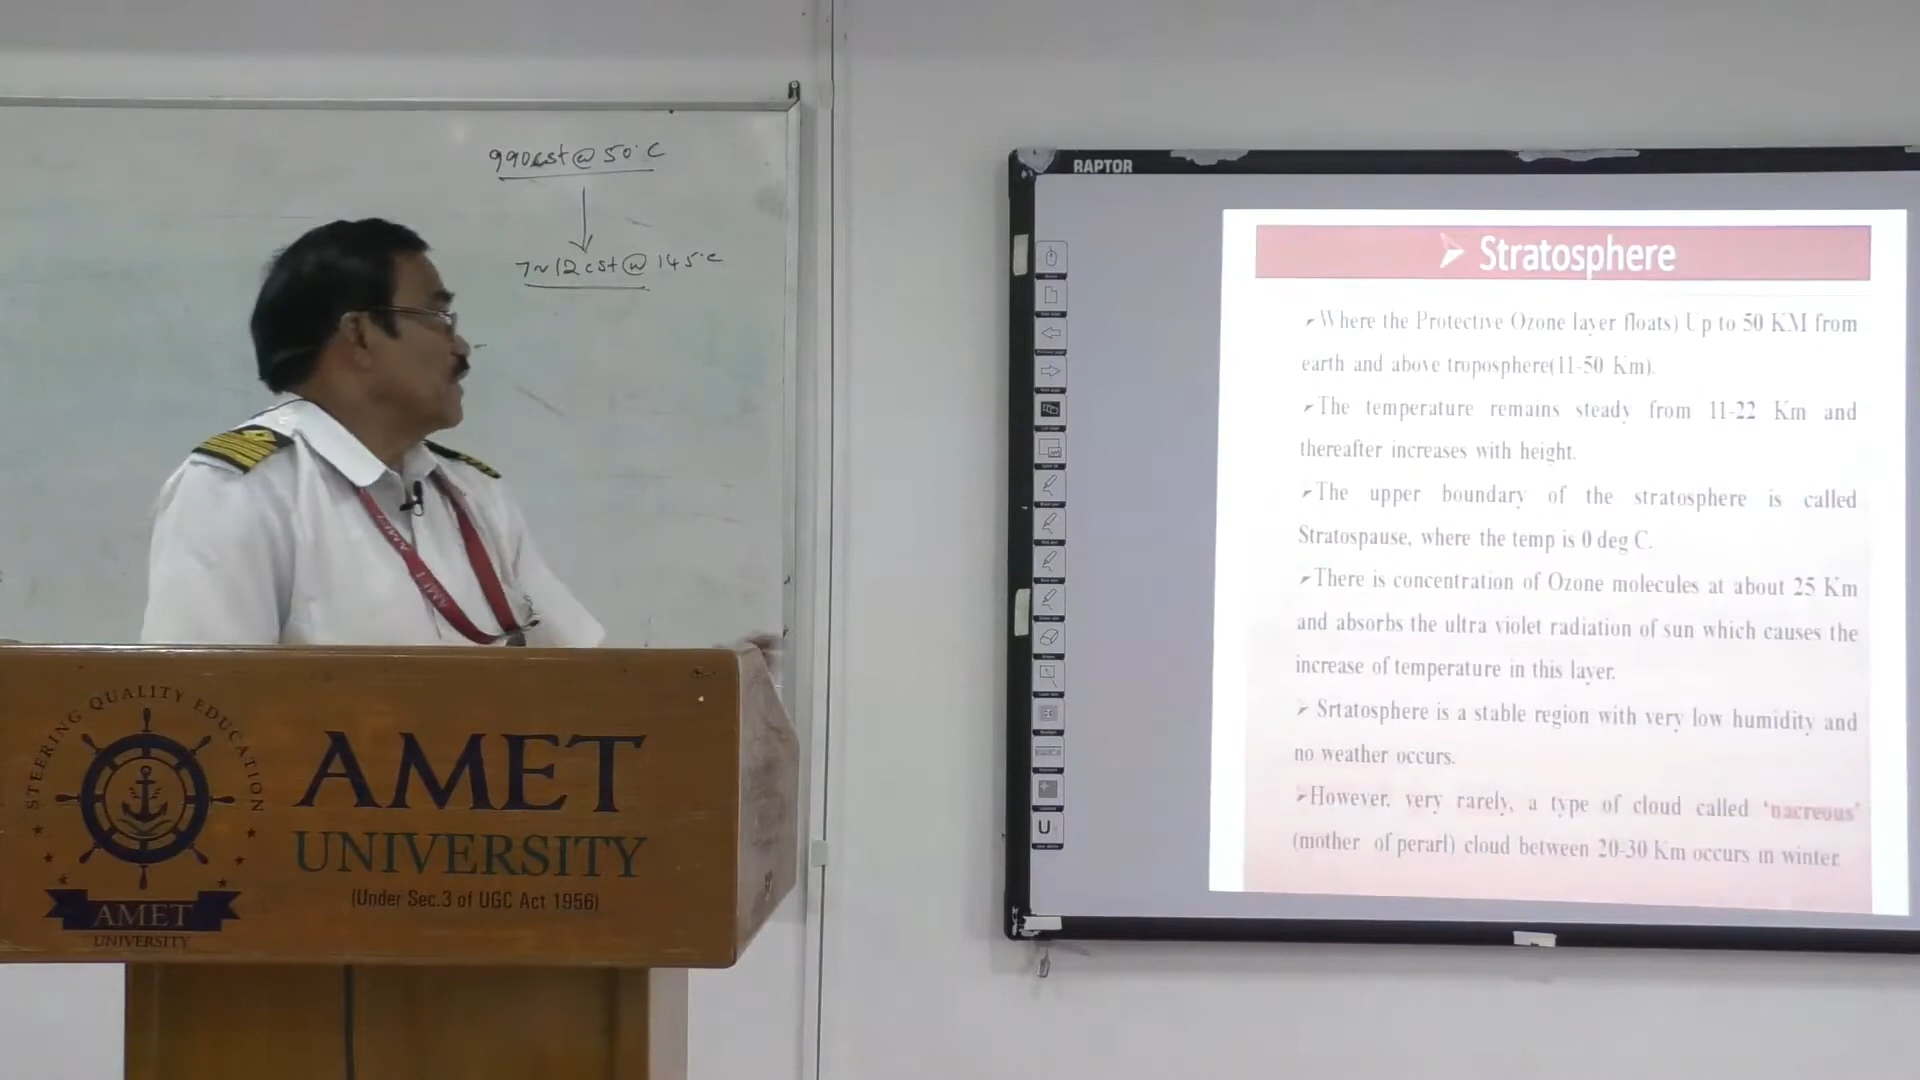 990cst@50°C
7~12cst@145°C
AMET
AMET
STEERING QUALITY EDUCATION
AMET
UNIVERSITY
AMET
UNIVERSITY
(Under Sec.3 of UGC Act 1956)
RAPTOR
Stratosphere
Where the Protective Ozone layer floats) Up to 50 KM from
earth and above troposphere(11-50 Km).
The temperature remains steady from 11-22 Km and
thereafter increases with height.
The upper boundary of the stratosphere is called
Stratospause, where the temp is 0 deg C.
There is concentration of Ozone molecules at about 25 Km
and absorbs the ultra violet radiation of sun which causes the
increase of temperature in this layer.
Srtatosphere is a stable region with very low humidity and
no weather occurs.
However, very rarely, a type of cloud called 'nacreous'
(mother of perarl) cloud between 20-30 Km occurs in winter.
U